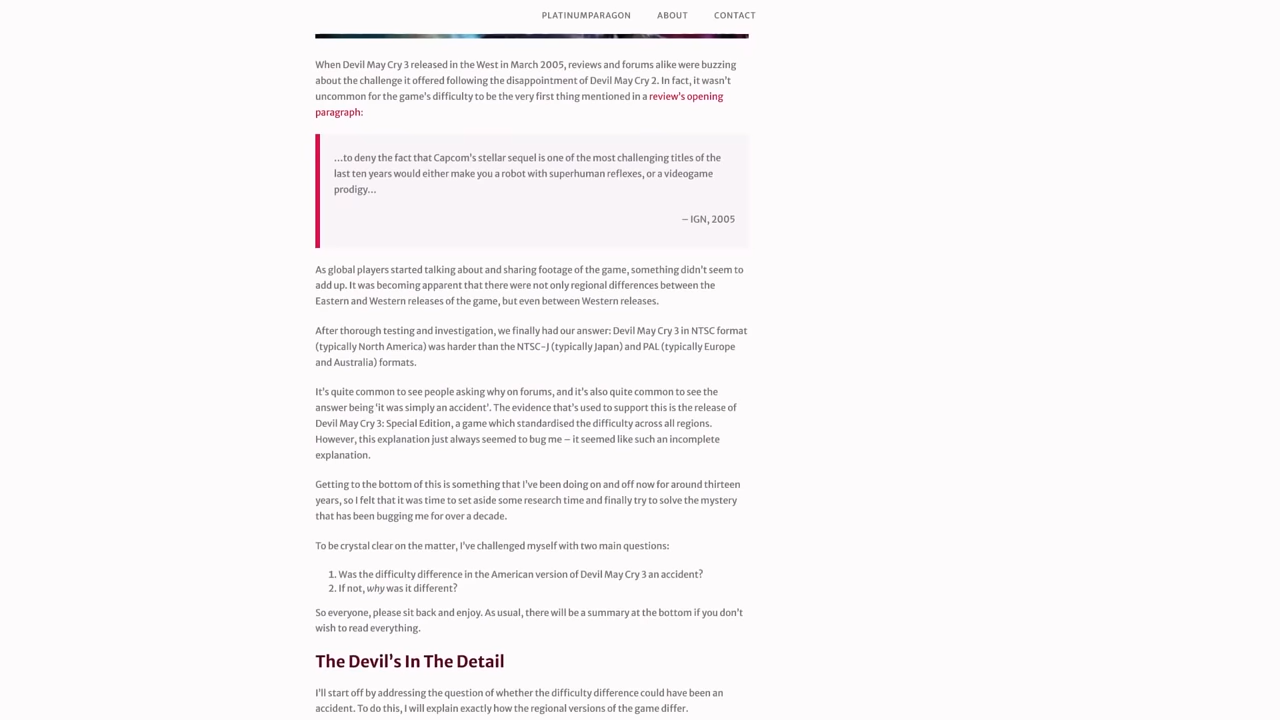 PLATINUMPARAGON ABOUT CONTACT
When Devil May Cry 3 released in the West in March 2005, reviews and forums alike were buzzing
about the challenge it offered following the disappointment of Devil May Cry 2. In fact, it wasn't
uncommon for the game's difficulty to be the very first thing mentioned in a review's opening
paragraph:
…to deny the fact that Capcom's stellar sequel is one of the most challenging titles of the
last ten years would either make you a robot with superhuman reflexes, or a videogame
prodigy…
– IGN, 2005
As global players started talking about and sharing footage of the game, something didn't seem to
add up. It was becoming apparent that there were not only regional differences between the
Eastern and Western releases of the game, but even between Western releases.
After thorough testing and investigation, we finally had our answer: Devil May Cry 3 in NTSC format
(typically North America) was harder than the NTSC-J (typically Japan) and PAL (typically Europe
and Australia) formats.
It's quite common to see people asking why on forums, and it's also quite common to see the
answer being 'it was simply an accident'. The evidence that's used to support this is the release of
Devil May Cry 3: Special Edition, a game which standardised the difficulty across all regions.
However, this explanation just always seemed to bug me – it seemed like such an incomplete
explanation.
Getting to the bottom of this is something that I've been doing on and off now for around thirteen
years, so I felt that it was time to set aside some research time and finally try to solve the mystery
that has been bugging me for over a decade.
To be crystal clear on the matter, I've challenged myself with two main questions:
1. Was the difficulty difference in the American version of Devil May Cry 3 an accident?
2. If not, why was it different?
So everyone, please sit back and enjoy. As usual, there will be a summary at the bottom if you don't
wish to read everything.
The Devil's In The Detail
I'll start off by addressing the question of whether the difficulty difference could have been an
accident. To do this, I will explain exactly how the regional versions of the game differ.